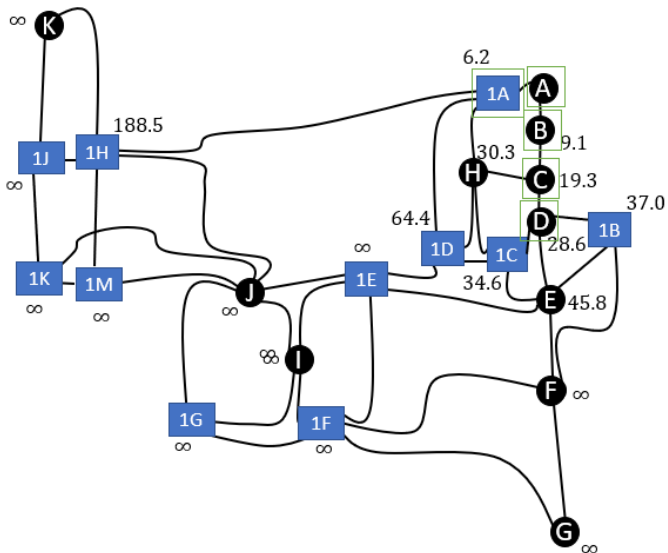 ∞ K
6.2
1A A
B
9.1
188.5
1J 1H
30.3
H C 19.3
∞
37.0
D
64.4
1B
28.6
∞
1D 1C
34.6
1K 1M
1E
J
E 45.8
∞ ∞ ∞
∞ I
F ∞
1G 1F
∞ ∞
G ∞